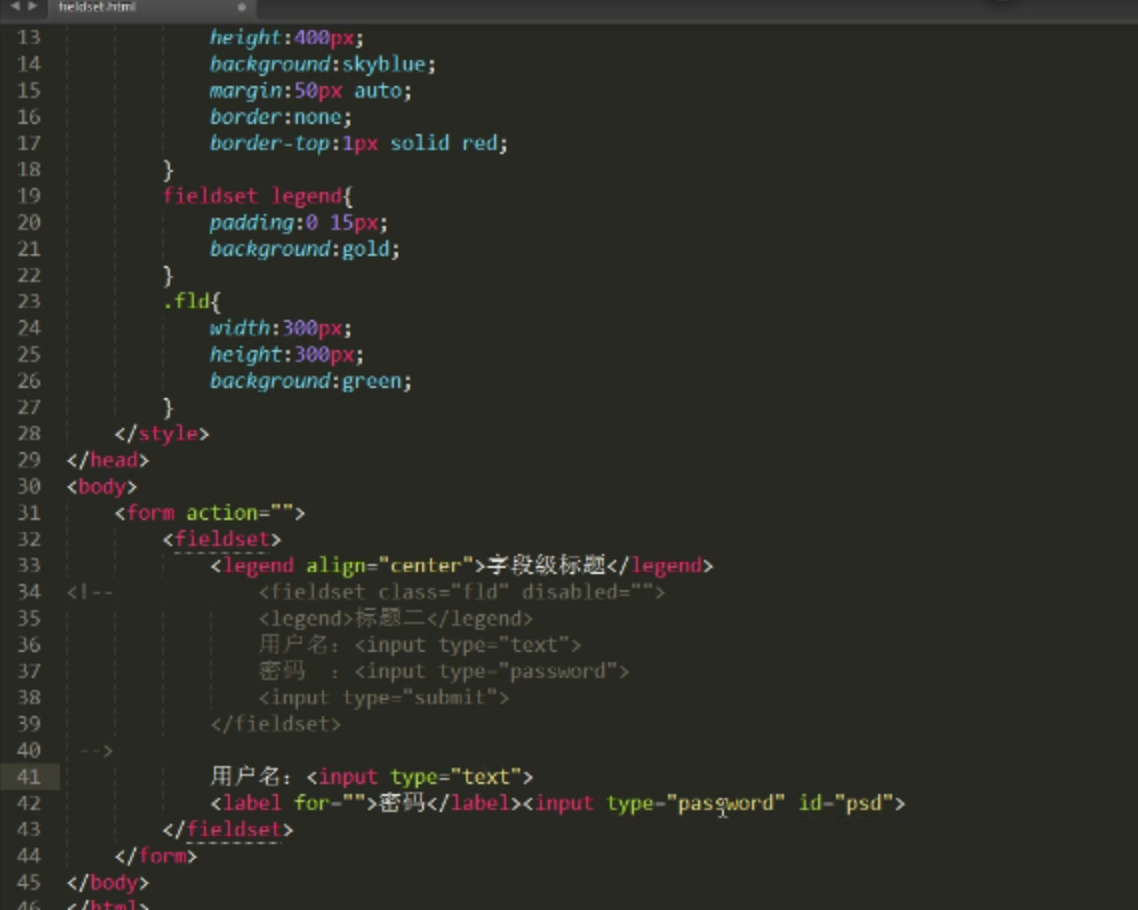 fieldset.html
13 height:400px;
14 background:skyblue;
15 margin:50px auto;
16 border:none;
17 border-top:1px solid red;
18 }
19 fieldset legend{
20 padding:0 15px;
21 background:gold;
22 }
23 .fld{
24 width:300px;
25 height:300px;
26 background:green;
27 }
28 </style>
29 </head>
30 <body>
31 <form action="">
32 <fieldset>
33 <legend align="center">字段级标题</legend>
34 <!-- <fieldset class="fld" disabled="">
35 <legend>标题二</legend>
36 用户名：<input type="text">
37 密码 ：<input type="password">
38 <input type="submit">
39 </fieldset>
40 -->
41 用户名：<input type="text">
42 <label for="">密码</label><input type="password" id="psd">
43 </fieldset>
44 </form>
45 </body>
46 </html>